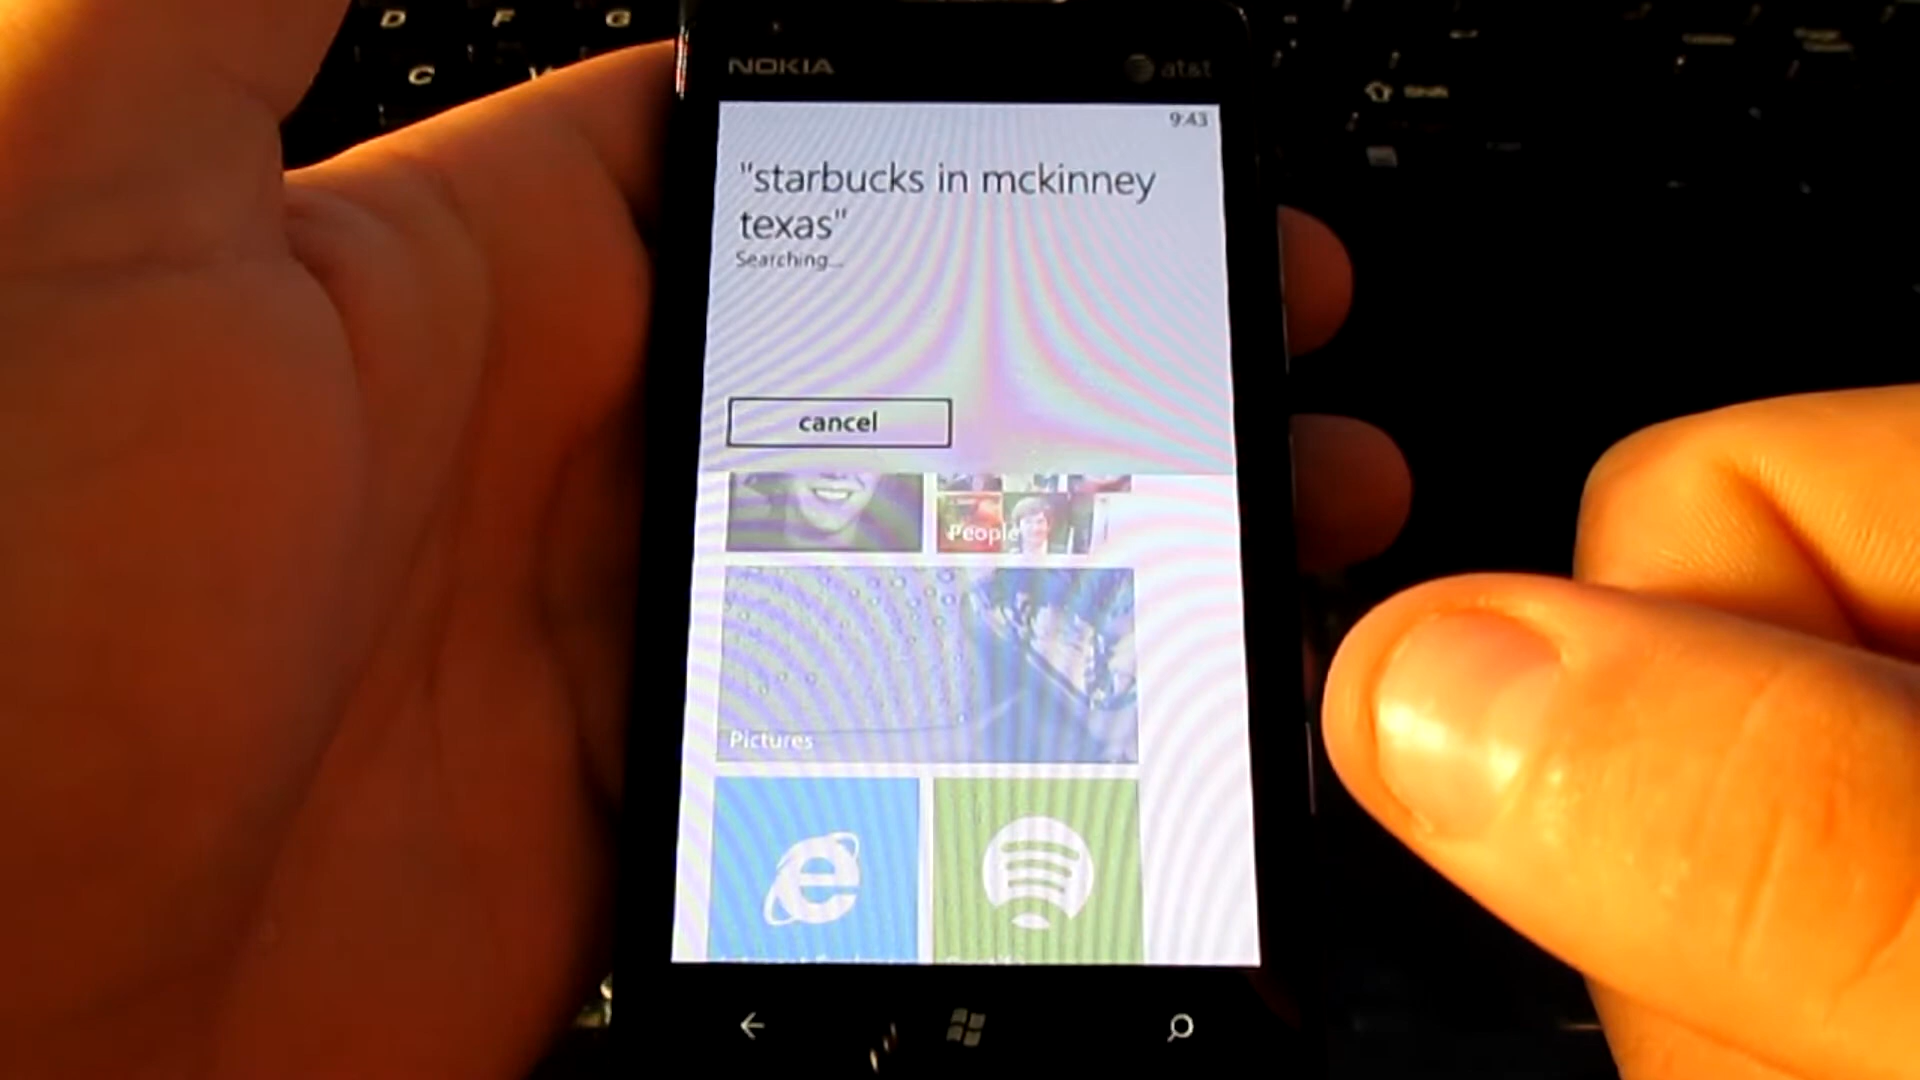 D F G
C V
NOKIA
at&t
9:43
"starbucks in mckinney
texas"
Searching...
cancel
People
Pictures